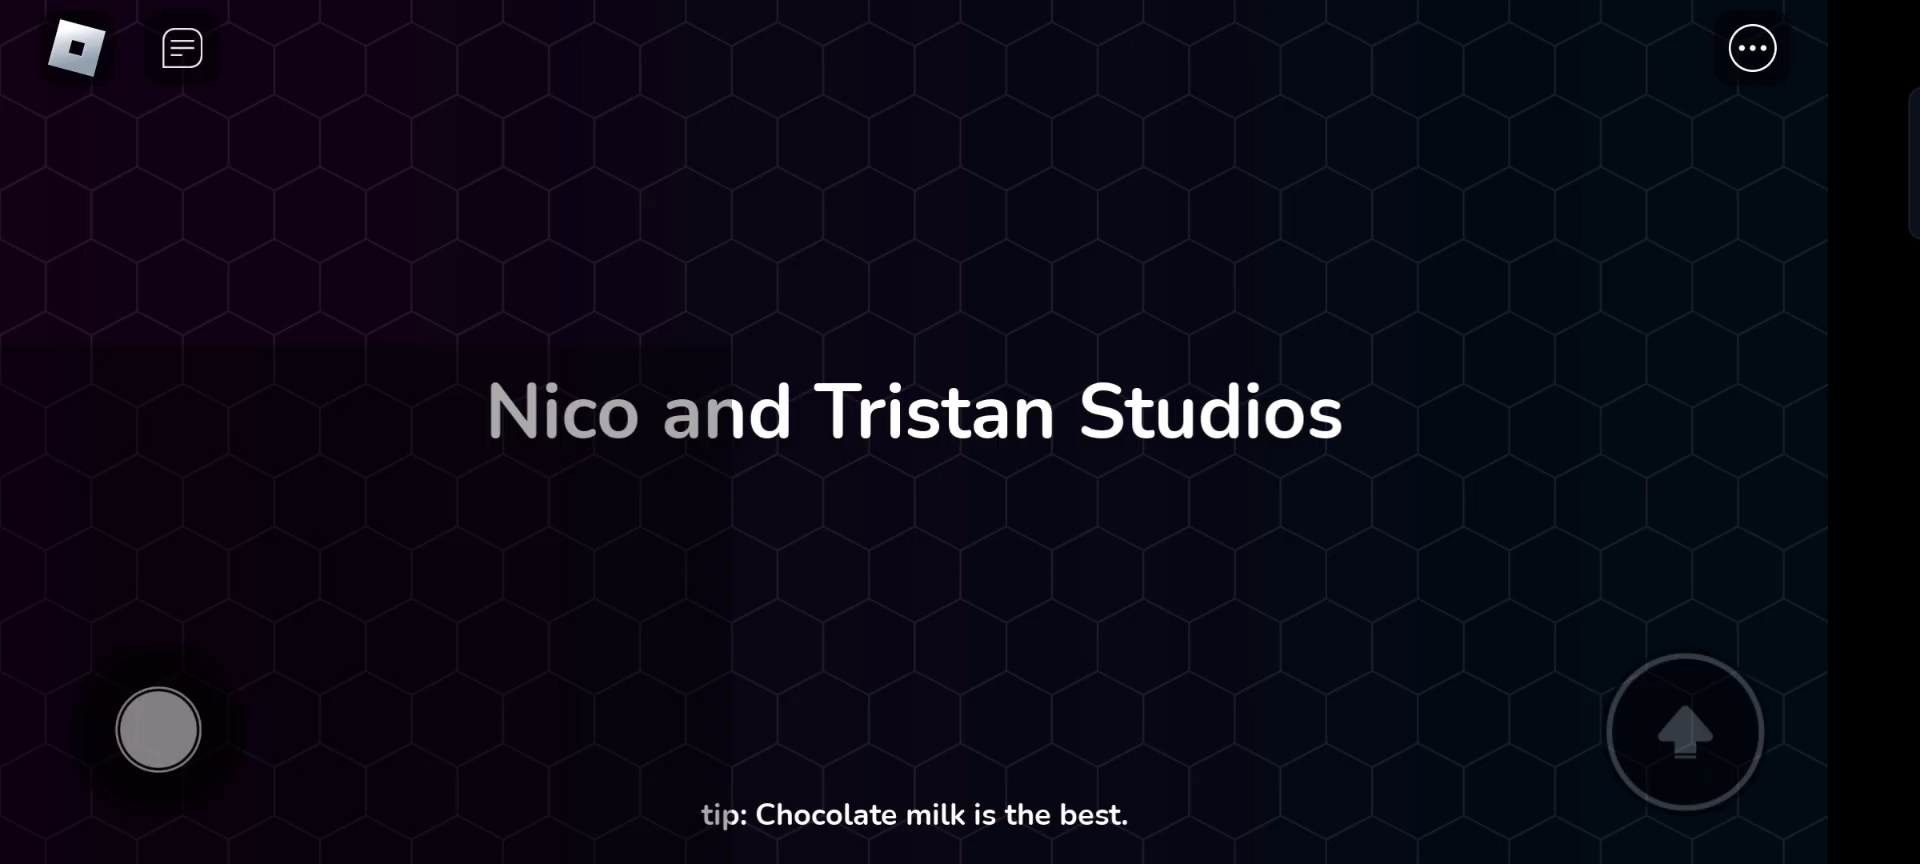 Nico and Tristan Studios
tip: Chocolate milk is the best.